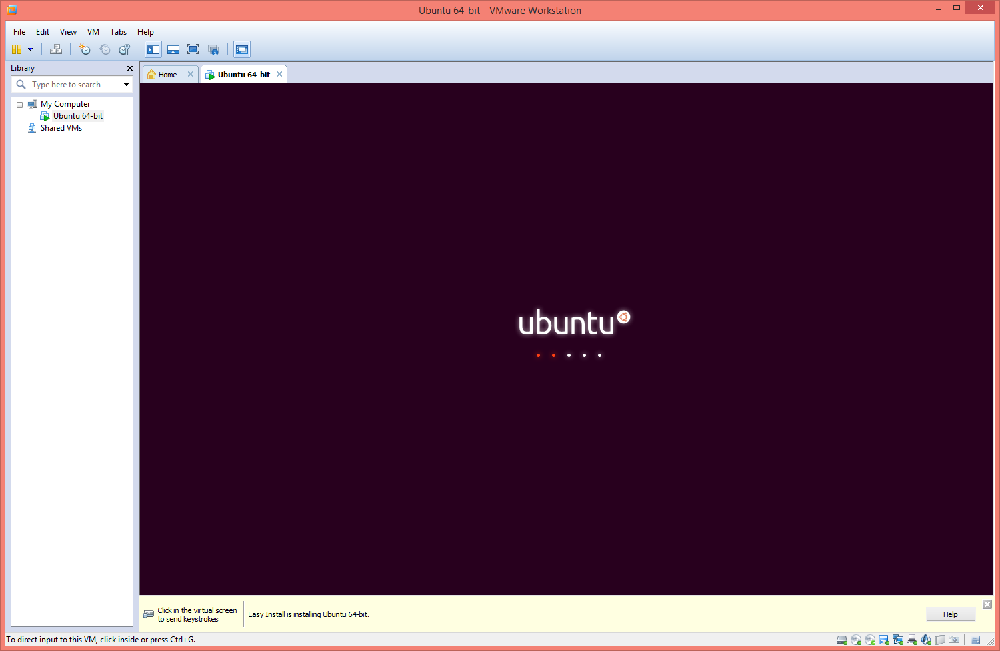 Ubuntu 64-bit - VMware Workstation
File Edit View VM Tabs Help
Library
Home
Ubuntu 64-bit
Type here to search
My Computer
Ubuntu 64-bit
Shared VMs
ubuntu
Click in the virtual screen
to send keystrokes
Easy Install is installing Ubuntu 64-bit.
Help
To direct input to this VM, click inside or press Ctrl+G.